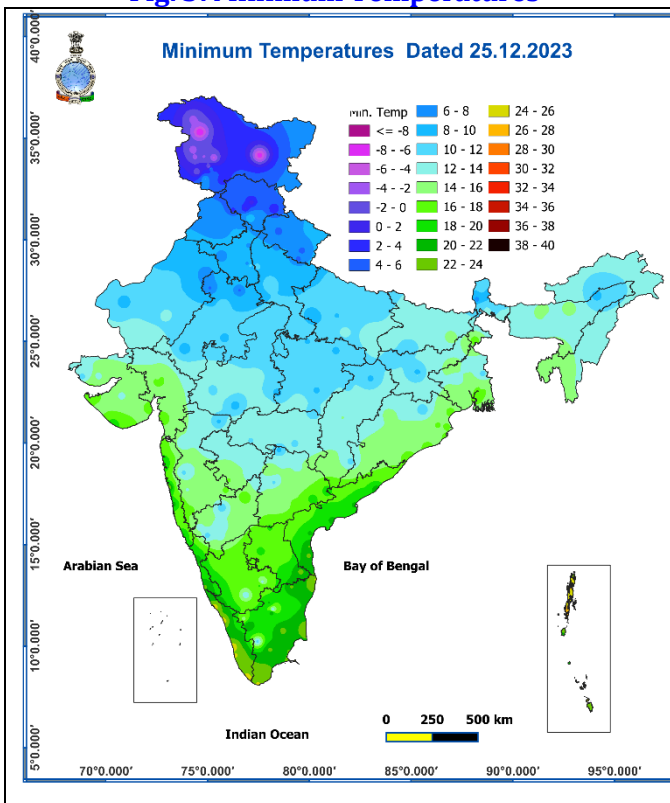 Minimum Temperatures Dated 25.12.2023
Min. Temp
<= -8
-8 - -6
-6 - -4
-4 - -2
-2 - 0
0 - 2
2 - 4
4 - 6
6 - 8
8 - 10
10 - 12
12 - 14
14 - 16
16 - 18
18 - 20
20 - 22
22 - 24
24 - 26
26 - 28
28 - 30
30 - 32
32 - 34
34 - 36
36 - 38
38 - 40
40°0.000'
35°0.000'
30°0.000'
25°0.000'
20°0.000'
15°0.000'
10°0.000'
5°0.000'
Arabian Sea
Bay of Bengal
Indian Ocean
0 250 500 km
70°0.000' 75°0.000' 80°0.000' 85°0.000' 90°0.000' 95°0.000'